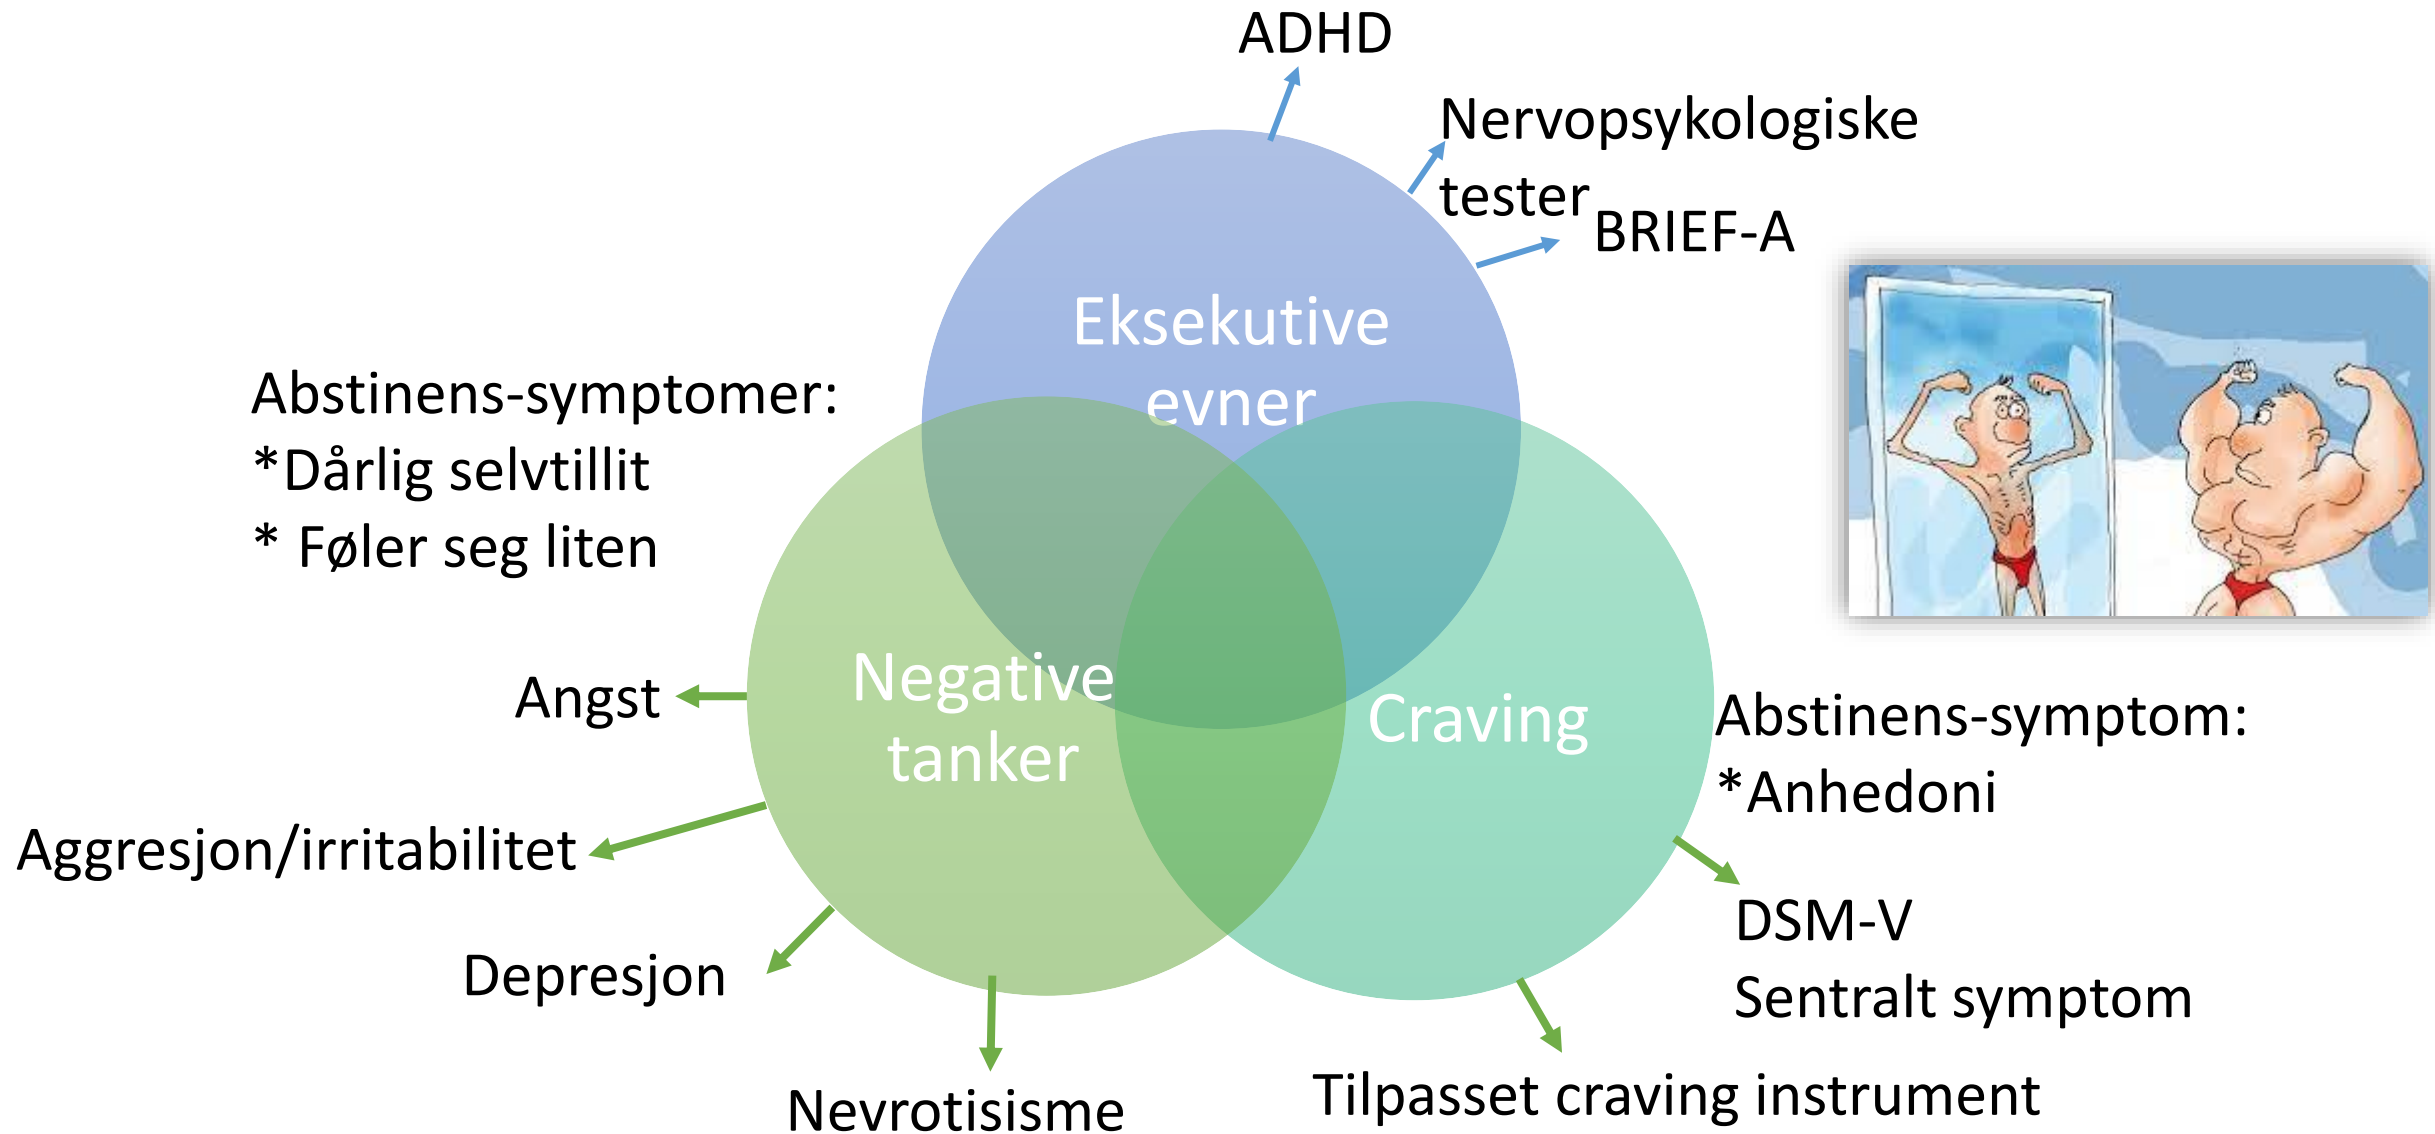 ADHD
Nervopsykologiske
tester
BRIEF-A
Eksekutive
evner
Abstinens-symptomer:
*Dårlig selvtillit
* Føler seg liten
Negative
tanker
Angst
Aggresjon/irritabilitet
Depresjon
Nevrotisisme
Craving
Abstinens-symptom:
*Anhedoni
DSM-V
Sentralt symptom
Tilpasset craving instrument